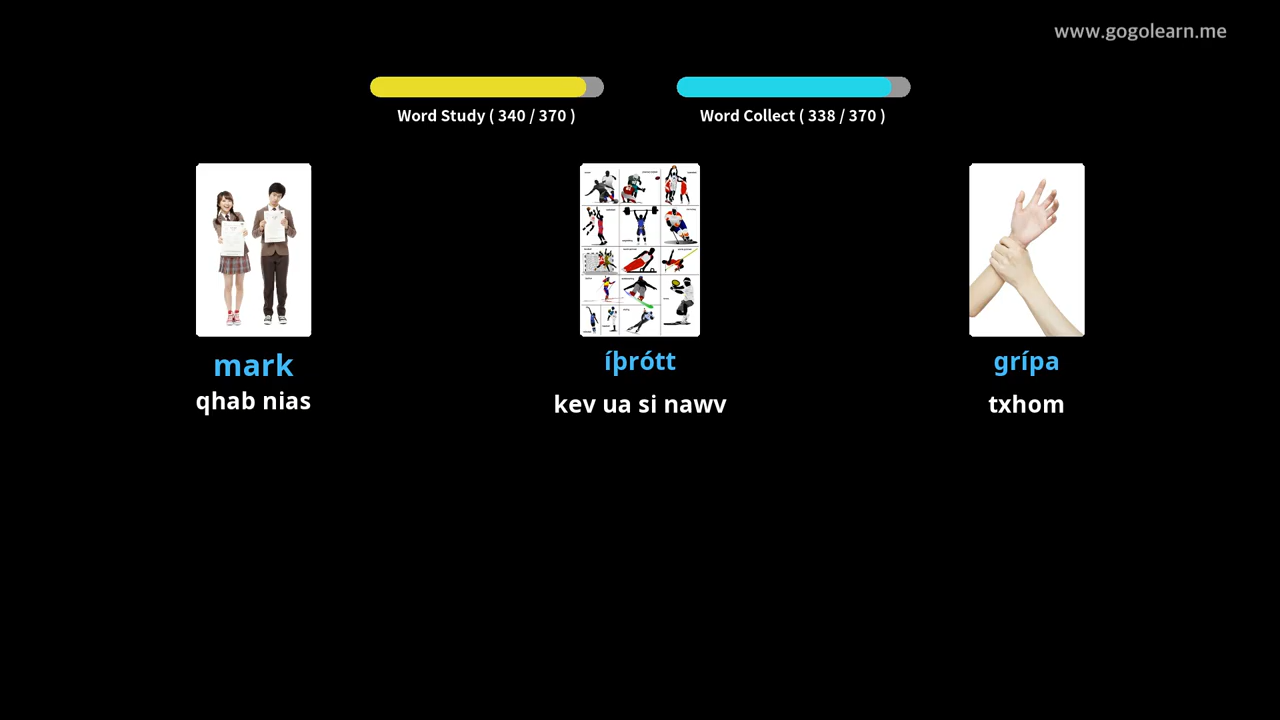 www.gogolearn.me
Word Study ( 340 / 370 )
Word Collect ( 338 / 370 )
mark
qhab nias
íþrótt
kev ua si nawv
grípa
txhom